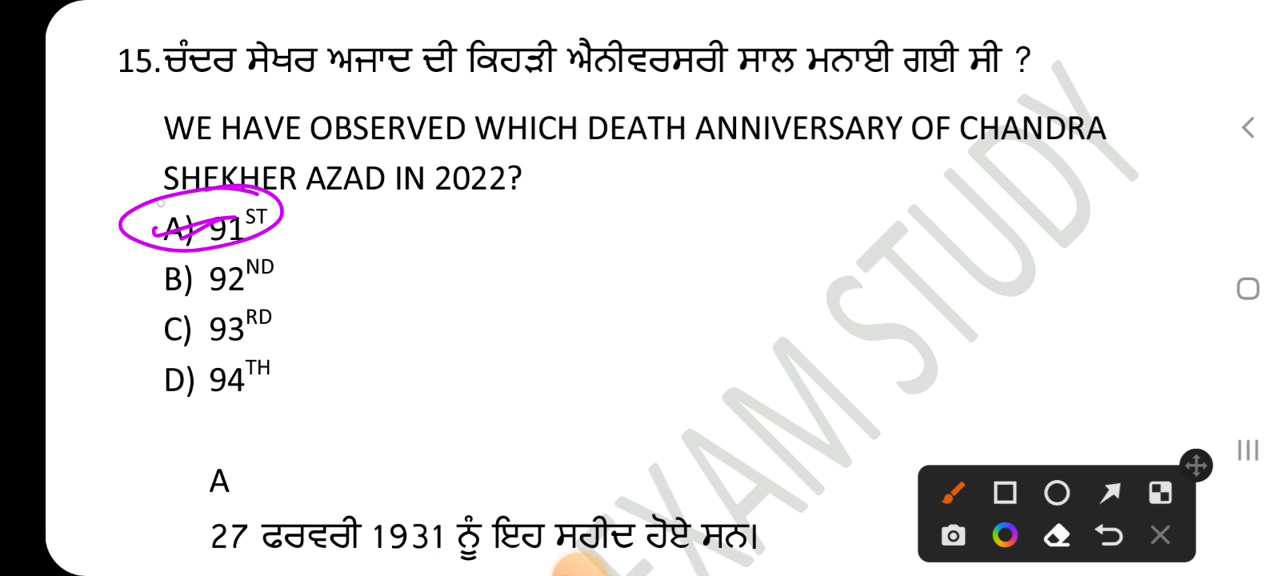 15.ਚੰਦਰ ਸੇਖਰ ਅਜਾਦ ਦੀ ਕਿਹੜੀ ਐਨੀਵਰਸਰੀ ਸਾਲ ਮਨਾਈ ਗਈ ਸੀ ?
WE HAVE OBSERVED WHICH DEATH ANNIVERSARY OF CHANDRA
SHEKHER AZAD IN 2022?
A) 91ST
B) 92ND
C) 93RD
D) 94TH
A
27 ਫਰਵਰੀ 1931 ਨੂੰ ਇਹ ਸਹੀਦ ਹੋਏ ਸਨ।
EXAM STUDY